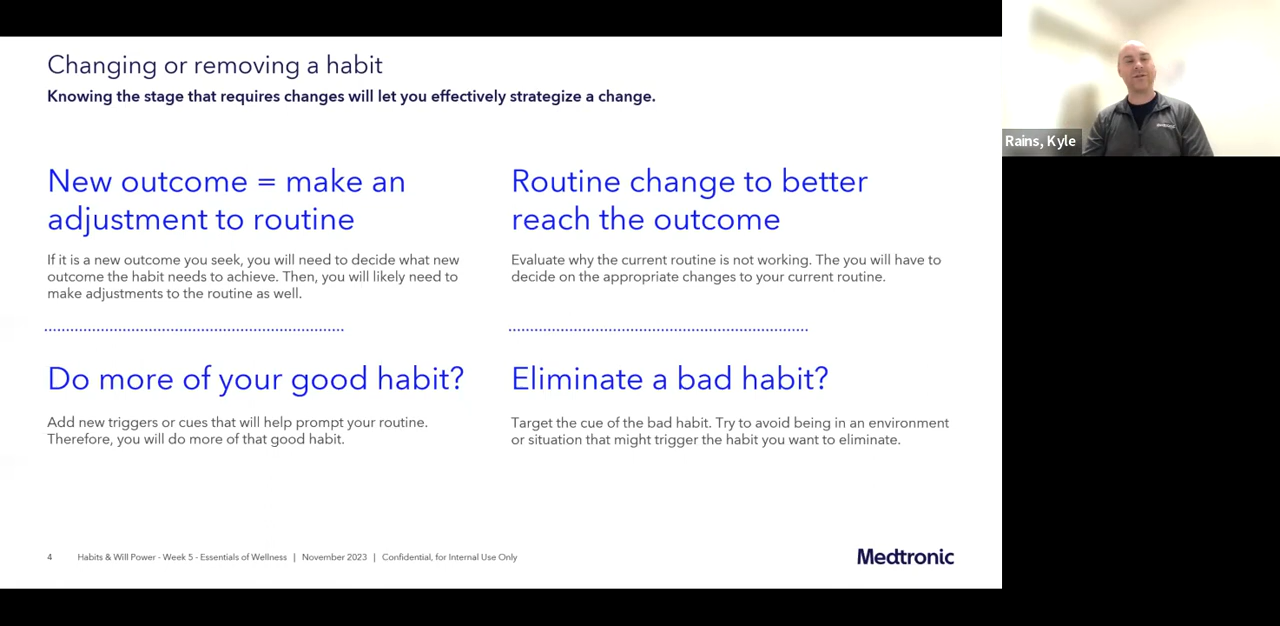 Changing or removing a habit
Knowing the stage that requires changes will let you effectively strategize a change.
New outcome = make an
adjustment to routine
If it is a new outcome you seek, you will need to decide what new
outcome the habit needs to achieve. Then, you will likely need to
make adjustments to the routine as well.
Routine change to better
reach the outcome
Evaluate why the current routine is not working. The you will have to
decide on the appropriate changes to your current routine.
Do more of your good habit?
Add new triggers or cues that will help prompt your routine.
Therefore, you will do more of that good habit.
Eliminate a bad habit?
Target the cue of the bad habit. Try to avoid being in an environment
or situation that might trigger the habit you want to eliminate.
4 Habits & Will Power - Week 5 - Essentials of Wellness | November 2023 | Confidential, for Internal Use Only
Medtronic
Rains, Kyle
Medtronic